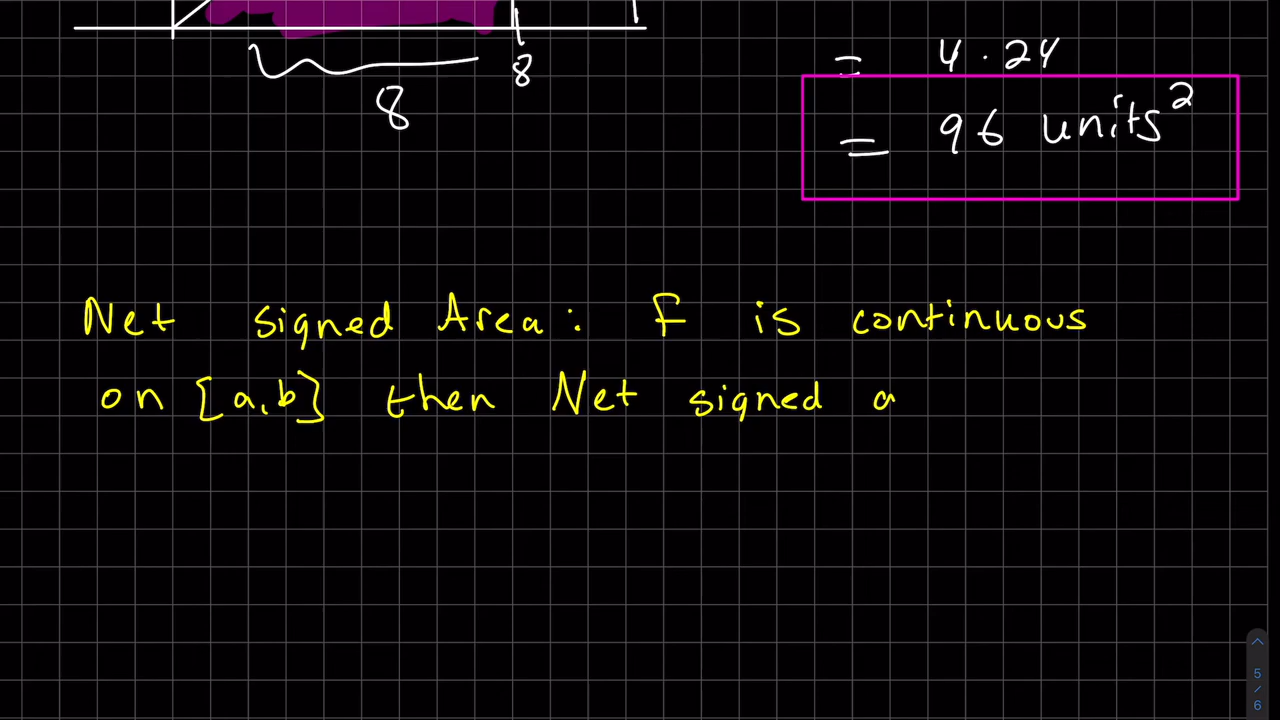 8
8
= 4 · 24
= 96 units²
Net signed Area: F is continuous
on [a,b] then Net signed a
5
/
6